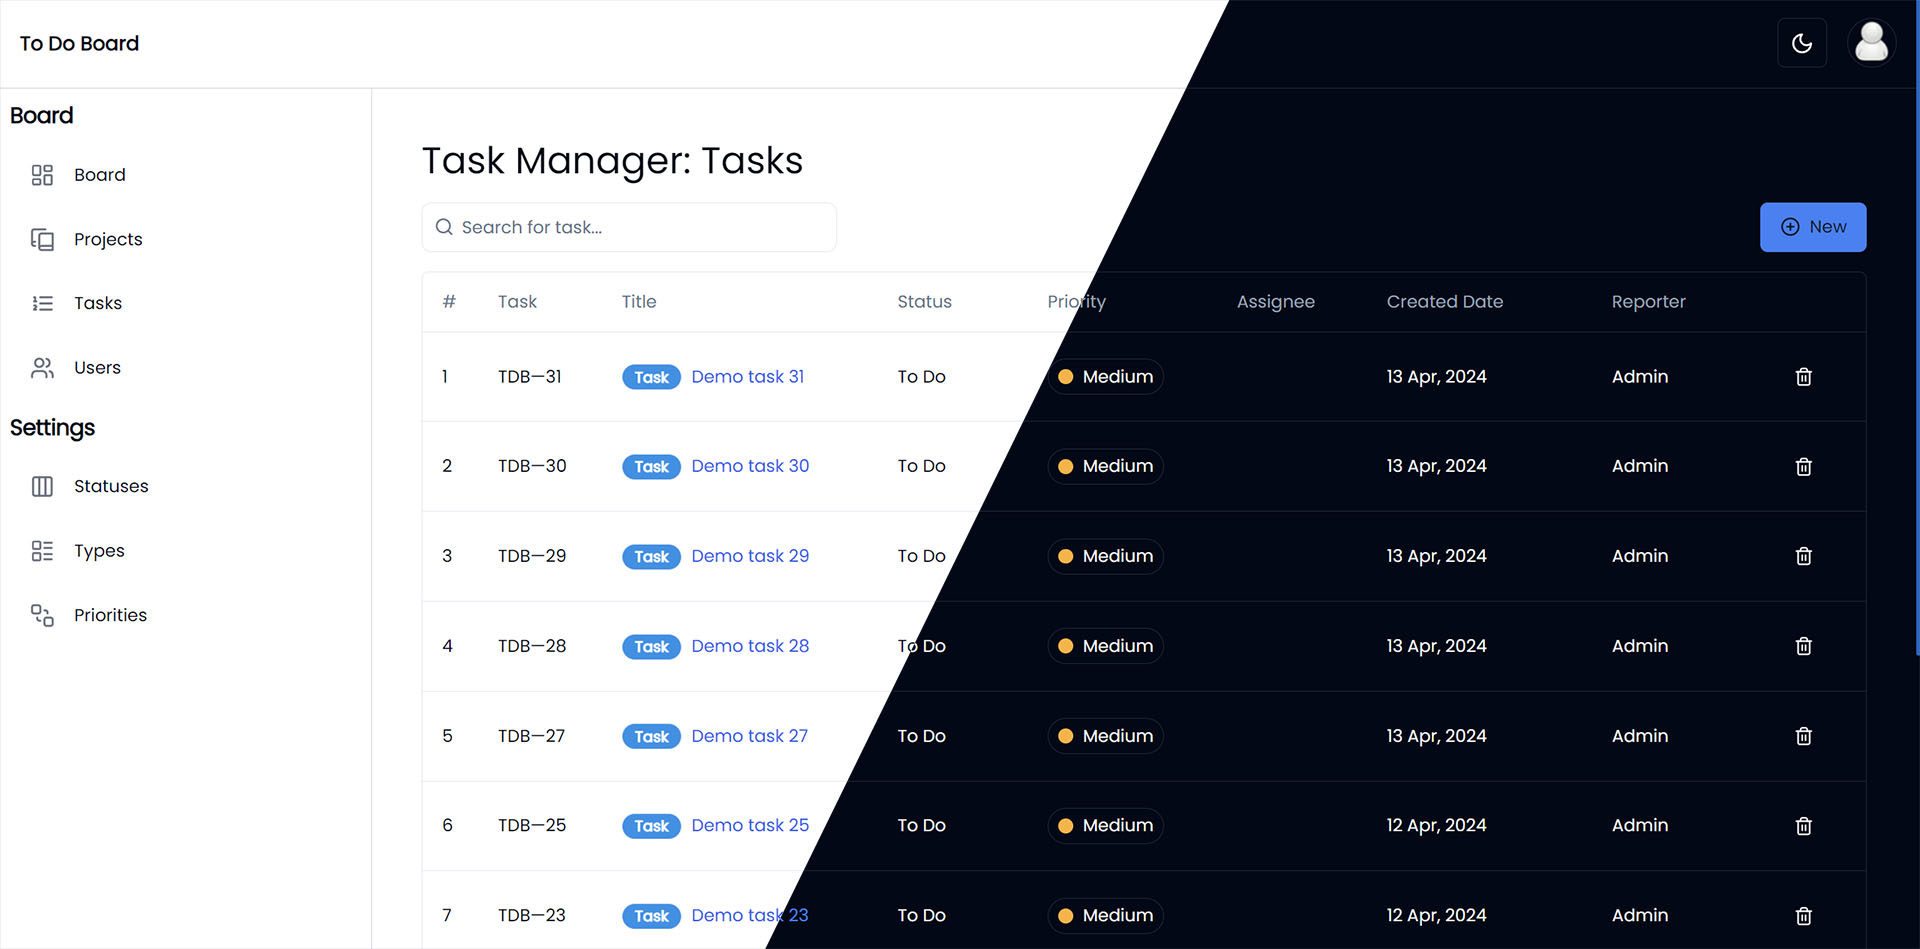 To Do Board
Board
Board
Projects
Tasks
Users
Settings
Statuses
Types
Priorities
Task Manager: Tasks
Search for task...
New
# Task Title Status Priority Assignee Created Date Reporter
1 TDB—31 Task Demo task 31 To Do Medium 13 Apr, 2024 Admin
2 TDB—30 Task Demo task 30 To Do Medium 13 Apr, 2024 Admin
3 TDB—29 Task Demo task 29 To Do Medium 13 Apr, 2024 Admin
4 TDB—28 Task Demo task 28 To Do Medium 13 Apr, 2024 Admin
5 TDB—27 Task Demo task 27 To Do Medium 13 Apr, 2024 Admin
6 TDB—25 Task Demo task 25 To Do Medium 12 Apr, 2024 Admin
7 TDB—23 Task Demo task 23 To Do Medium 12 Apr, 2024 Admin